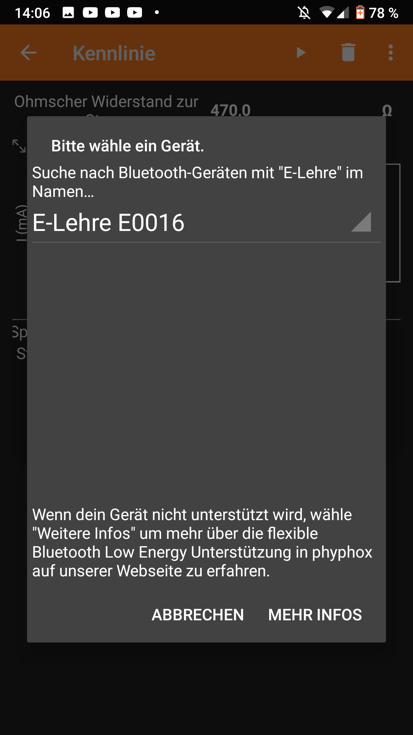 14:06
78 %
Kennlinie
Ohmscher Widerstand zur
470.0
Ω
Bitte wähle ein Gerät.
Suche nach Bluetooth-Geräten mit "E-Lehre" im
Namen...
I (mA)
E-Lehre E0016
Wenn dein Gerät nicht unterstützt wird, wähle
"Weitere Infos" um mehr über die flexible
Bluetooth Low Energy Unterstützung in phyphox
auf unserer Webseite zu erfahren.
ABBRECHEN
MEHR INFOS